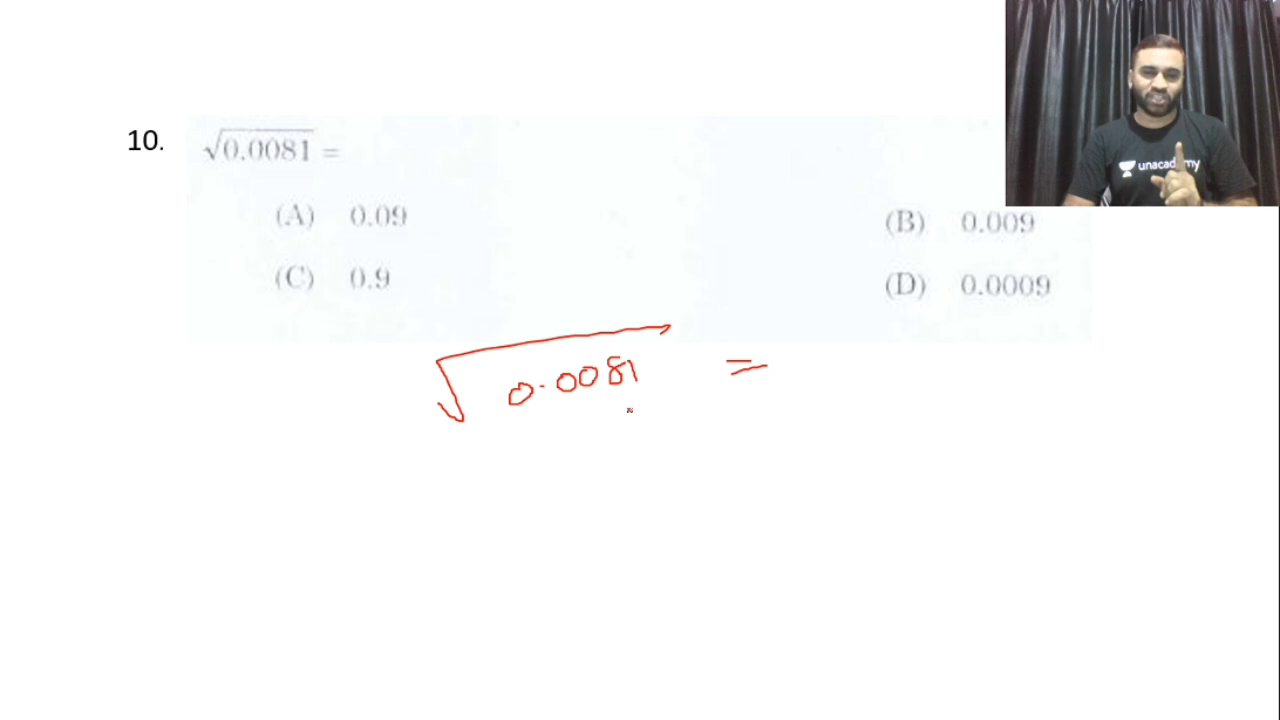 10. √0.0081 =
(A) 0.09 (B) 0.009
(C) 0.9 (D) 0.0009
√0.0081 =
unacademy